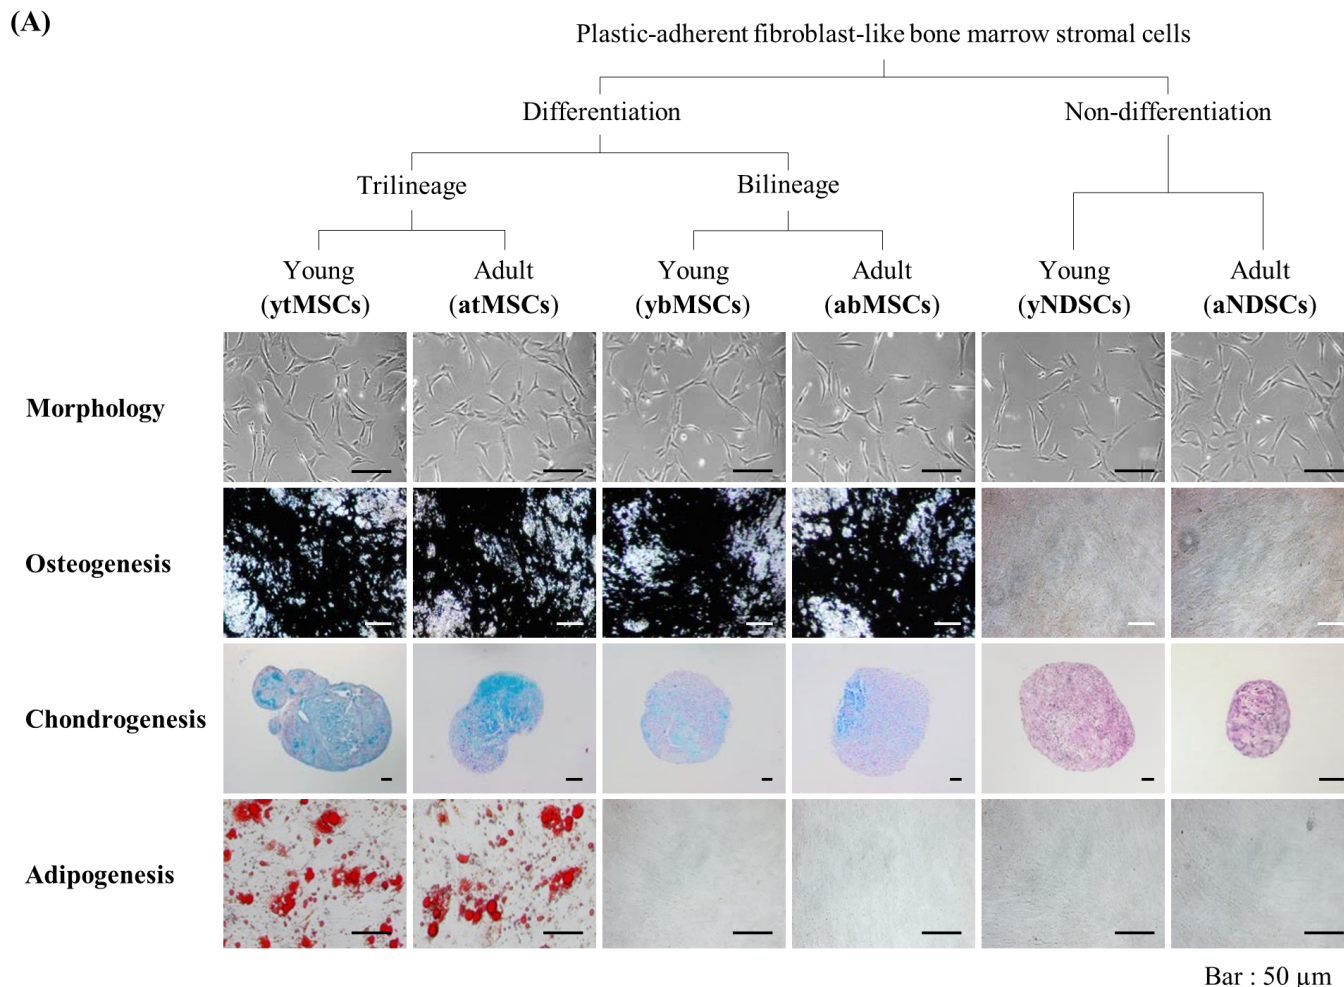 (A)
Plastic-adherent fibroblast-like bone marrow stromal cells
Differentiation
Non-differentiation
Trilineage
Bilineage
Young
(ytMSCs)
Adult
(atMSCs)
Young
(ybMSCs)
Adult
(abMSCs)
Young
(yNDSCs)
Adult
(aNDSCs)
Morphology
Osteogenesis
Chondrogenesis
Adipogenesis
Bar : 50 µm